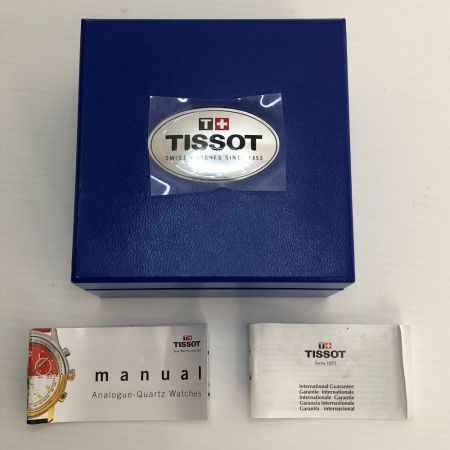 T+
TISSOT
SWISS WATCHES SINCE 1853
TISSOT
manual
Analogue-Quartz Watches
TISSOT
Swiss 1853
International Guarantee
Garantie internationale
Internationale Garantie
Garanzia internazionale
Garantía internacional